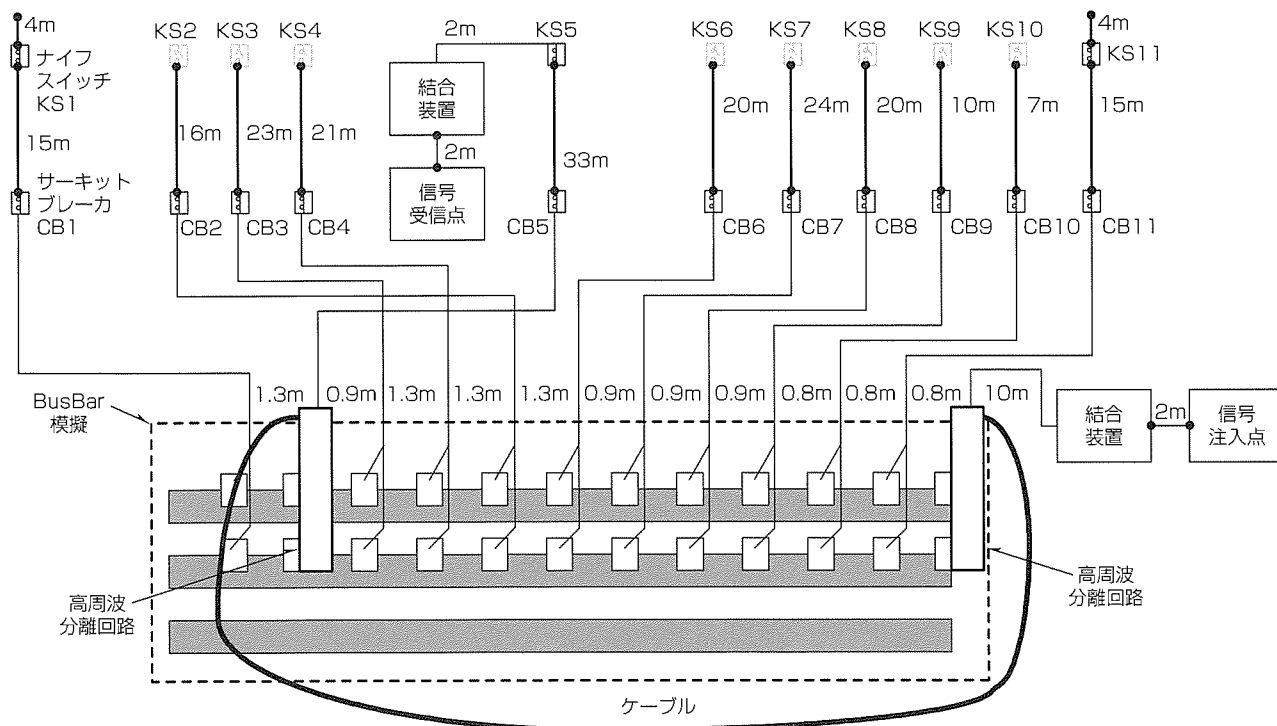 4m
ナイフ
スイッチ
KS1
15m
サーキット
ブレーカ
CB1
KS2
KS3
KS4
16m
23m
21m
CB2
CB3
CB4
2m
結合
装置
2m
信号
受信点
KS5
33m
CB5
KS6
KS7
KS8
KS9
KS10
20m
24m
20m
10m
7m
CB6
CB7
CB8
CB9
CB10
4m
KS11
15m
CB11
BusBar
模擬
1.3m
0.9m
1.3m
1.3m
1.3m
0.9m
0.9m
0.9m
0.8m
0.8m
0.8m
10m
結合
装置
2m
信号
注入点
高周波
分離回路
高周波
分離回路
ケーブル